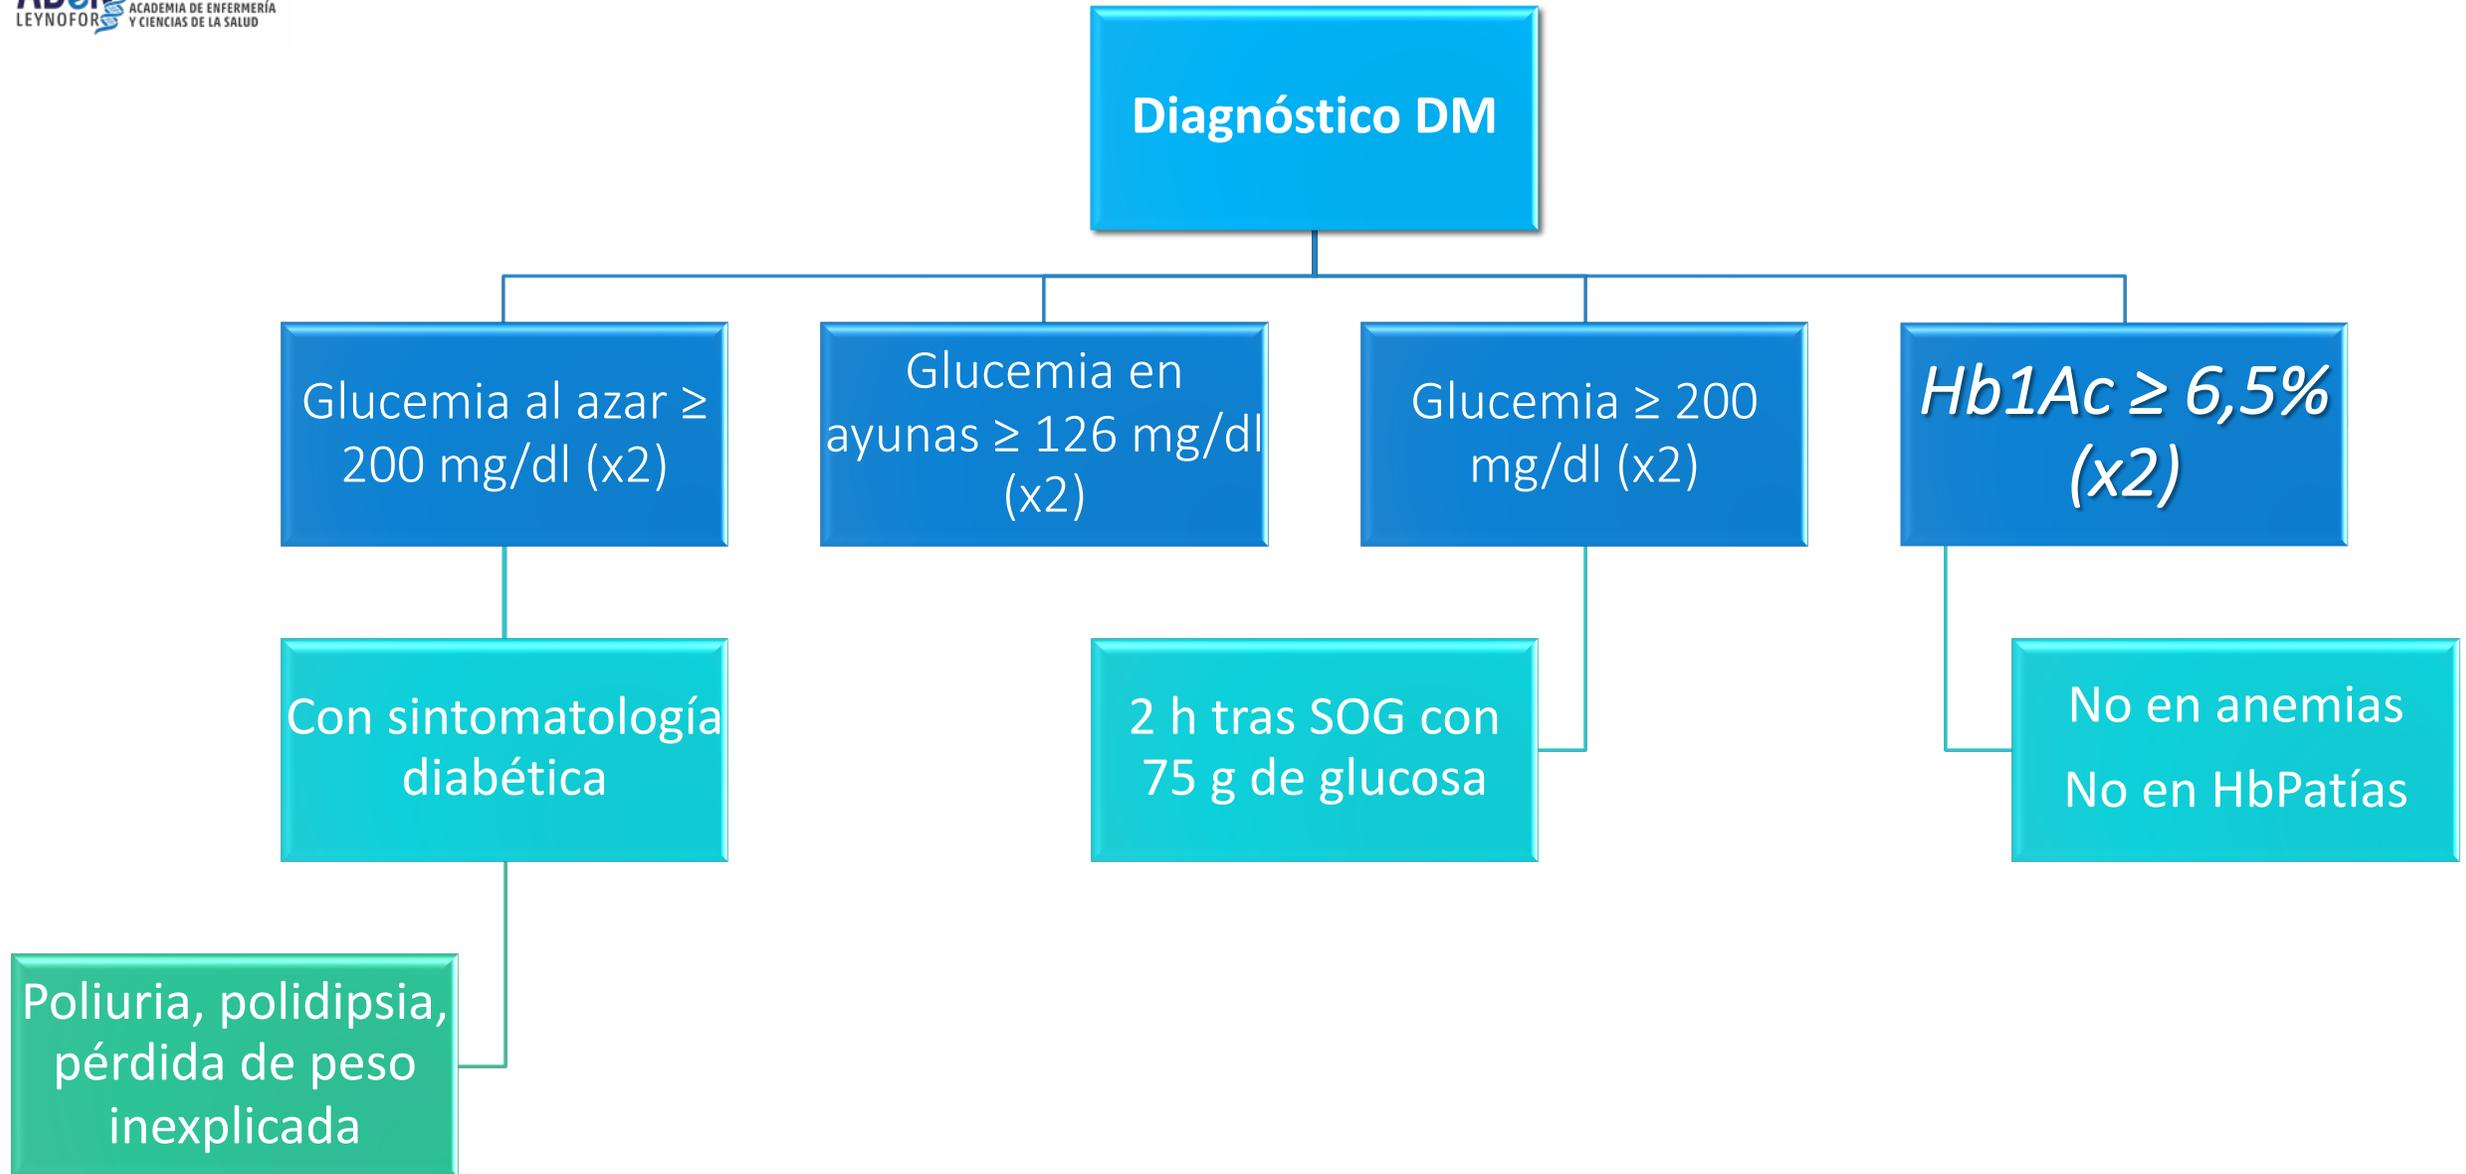 LEYNOFOR
ACADEMIA DE ENFERMERÍA
Y CIENCIAS DE LA SALUD
Diagnóstico DM
Glucemia al azar ≥
200 mg/dl (x2)
Glucemia en
ayunas ≥ 126 mg/dl
(x2)
Glucemia ≥ 200
mg/dl (x2)
Hb1Ac ≥ 6,5%
(x2)
Con sintomatología
diabética
2 h tras SOG con
75 g de glucosa
No en anemias
No en HbPatías
Poliuria, polidipsia,
pérdida de peso
inexplicada